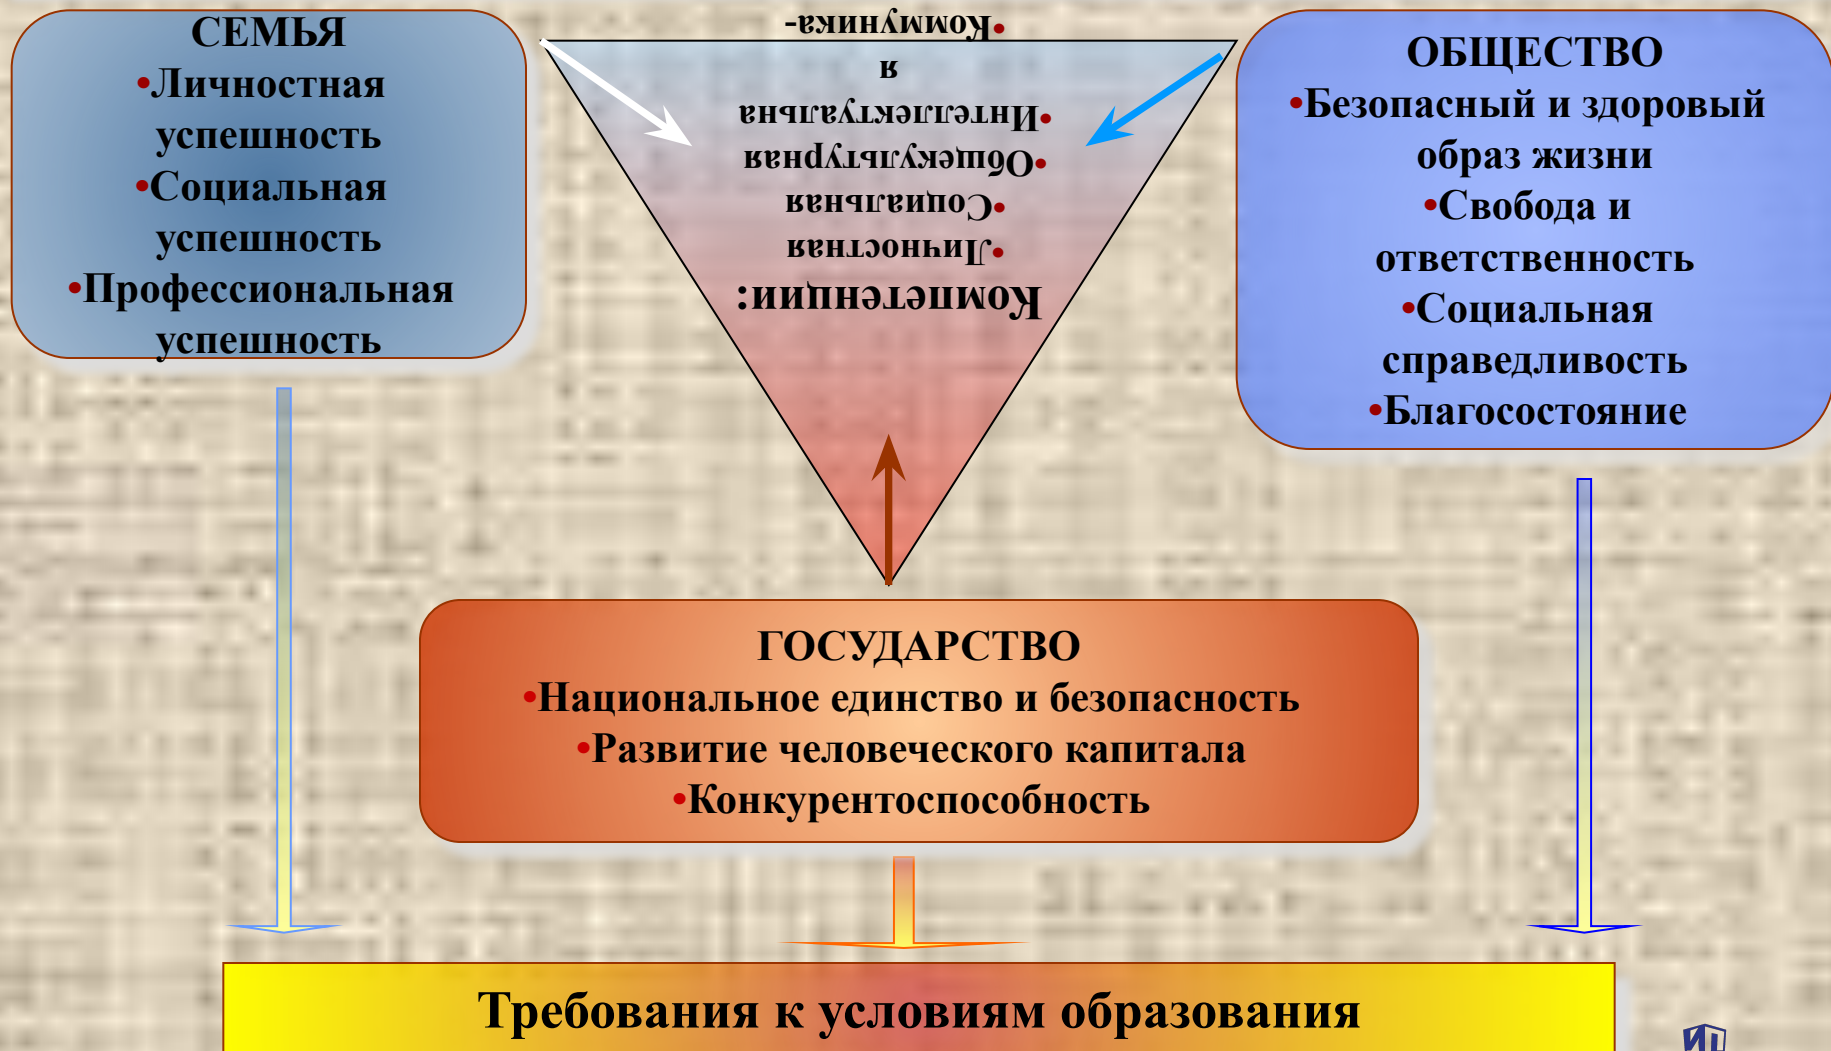 СЕМЬЯ
•Личностная
успешность
•Социальная
успешность
•Профессиональная
успешность
Компетенции:
•Личностная
•Социальная
•Общекультурная
•Интеллектуальна
я
•Коммуника-
ОБЩЕСТВО
•Безопасный и здоровый
образ жизни
•Свобода и
ответственность
•Социальная
справедливость
•Благосостояние
ГОСУДАРСТВО
•Национальное единство и безопасность
•Развитие человеческого капитала
•Конкурентоспособность
Требования к условиям образования